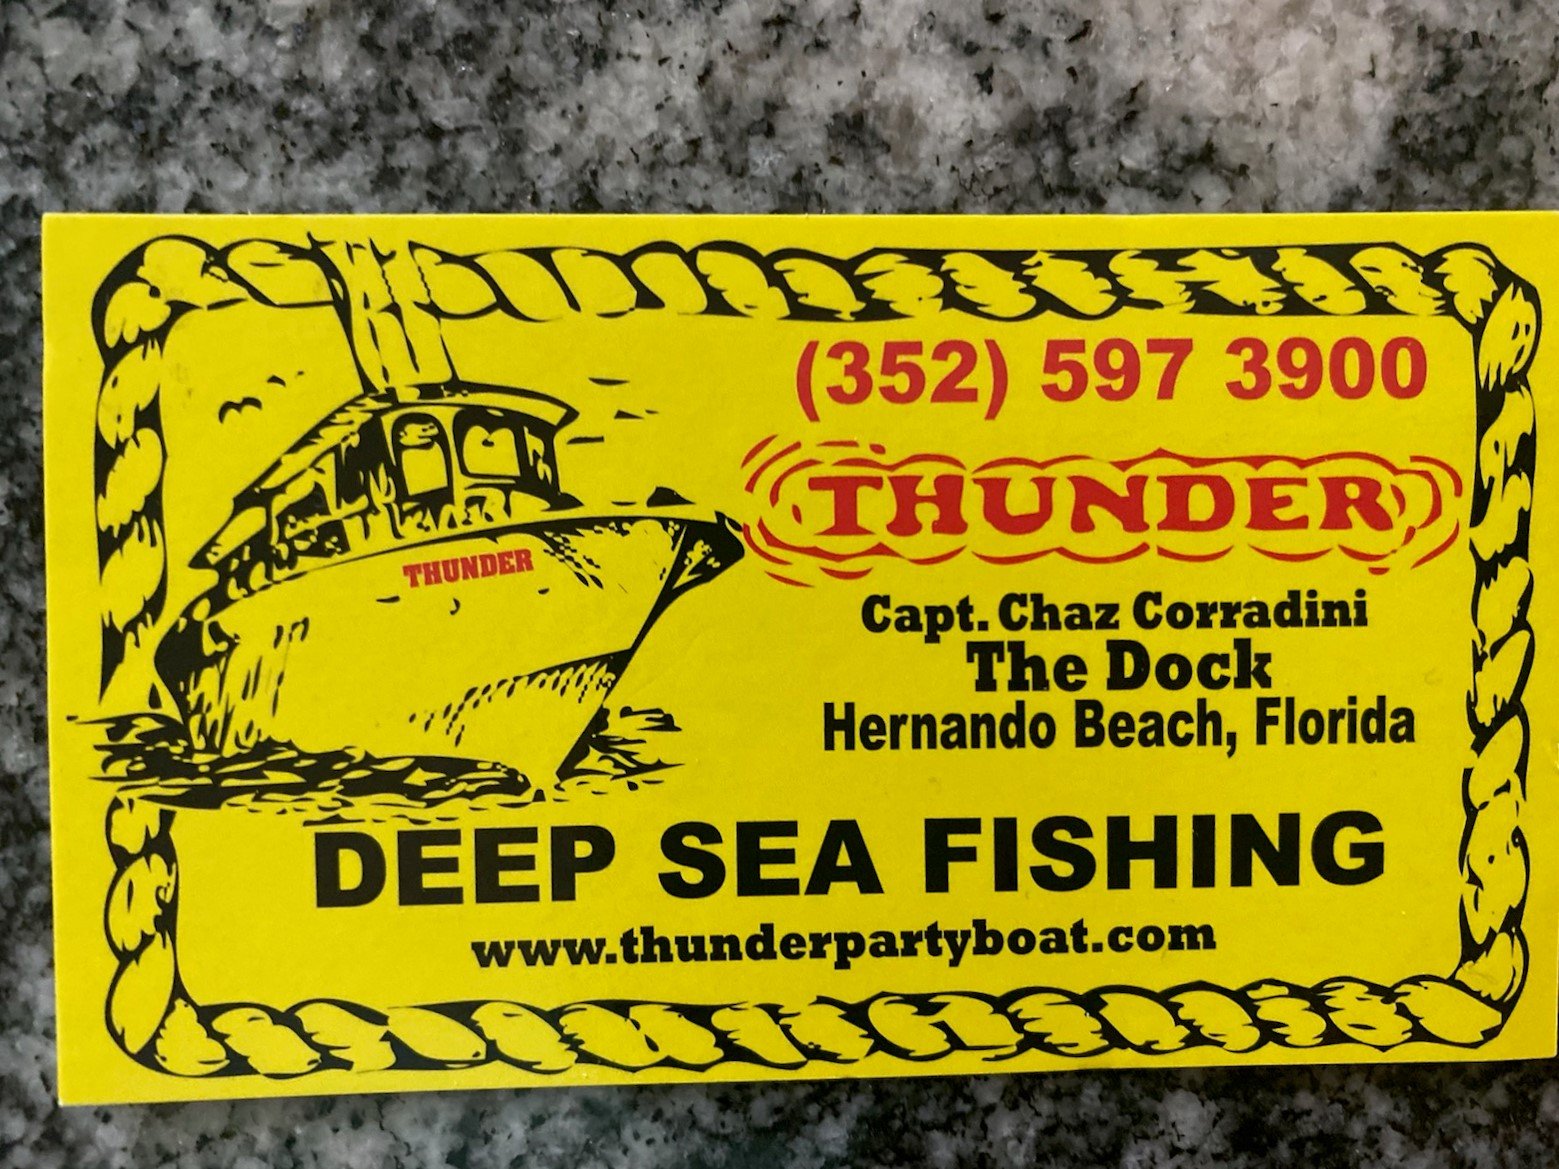 (352) 597 3900
THUNDER
THUNDER
Capt. Chaz Corradini
The Dock
Hernando Beach, Florida
DEEP SEA FISHING
www.thunderpartyboat.com